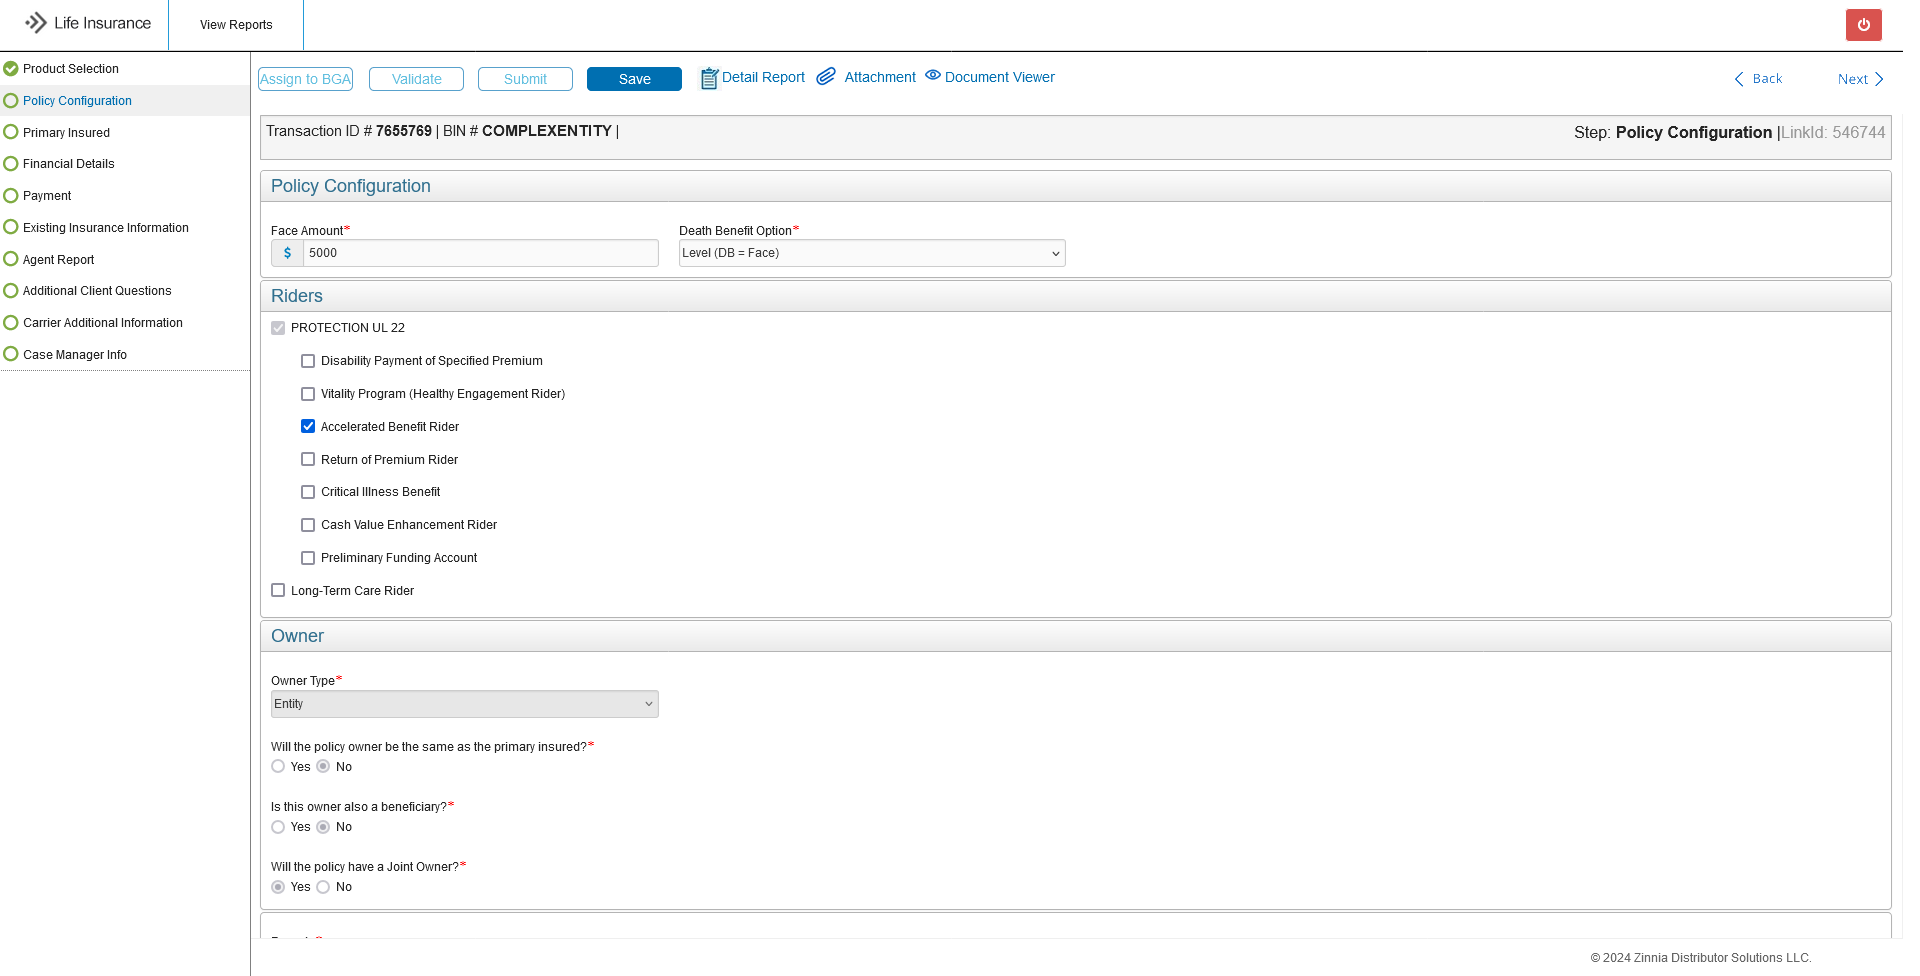 Life Insurance
View Reports
Product Selection
Policy Configuration
Primary Insured
Financial Details
Payment
Existing Insurance Information
Agent Report
Additional Client Questions
Carrier Additional Information
Case Manager Info
Assign to BGA Validate Submit Save Detail Report Attachment Document Viewer Back Next
Transaction ID # 7655769 | BIN # COMPLEXENTITY |
Step: Policy Configuration |LinkId: 546744
Policy Configuration
Face Amount* Death Benefit Option*
$ 5000 Level (DB = Face)
Riders
PROTECTION UL 22
Disability Payment of Specified Premium
Vitality Program (Healthy Engagement Rider)
Accelerated Benefit Rider
Return of Premium Rider
Critical Illness Benefit
Cash Value Enhancement Rider
Preliminary Funding Account
Long-Term Care Rider
Owner
Owner Type*
Entity
Will the policy owner be the same as the primary insured?*
Yes No
Is this owner also a beneficiary?*
Yes No
Will the policy have a Joint Owner?*
Yes No
© 2024 Zinnia Distributor Solutions LLC.